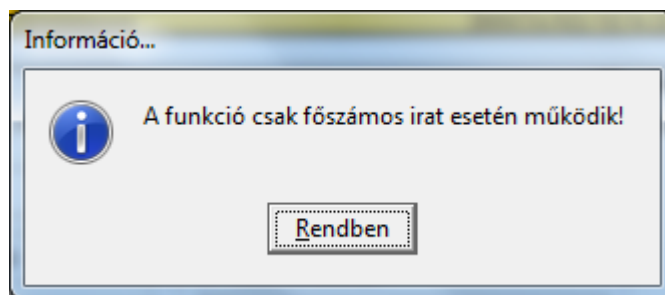 Információ...
A funkció csak főszámos irat esetén működik!
Rendben